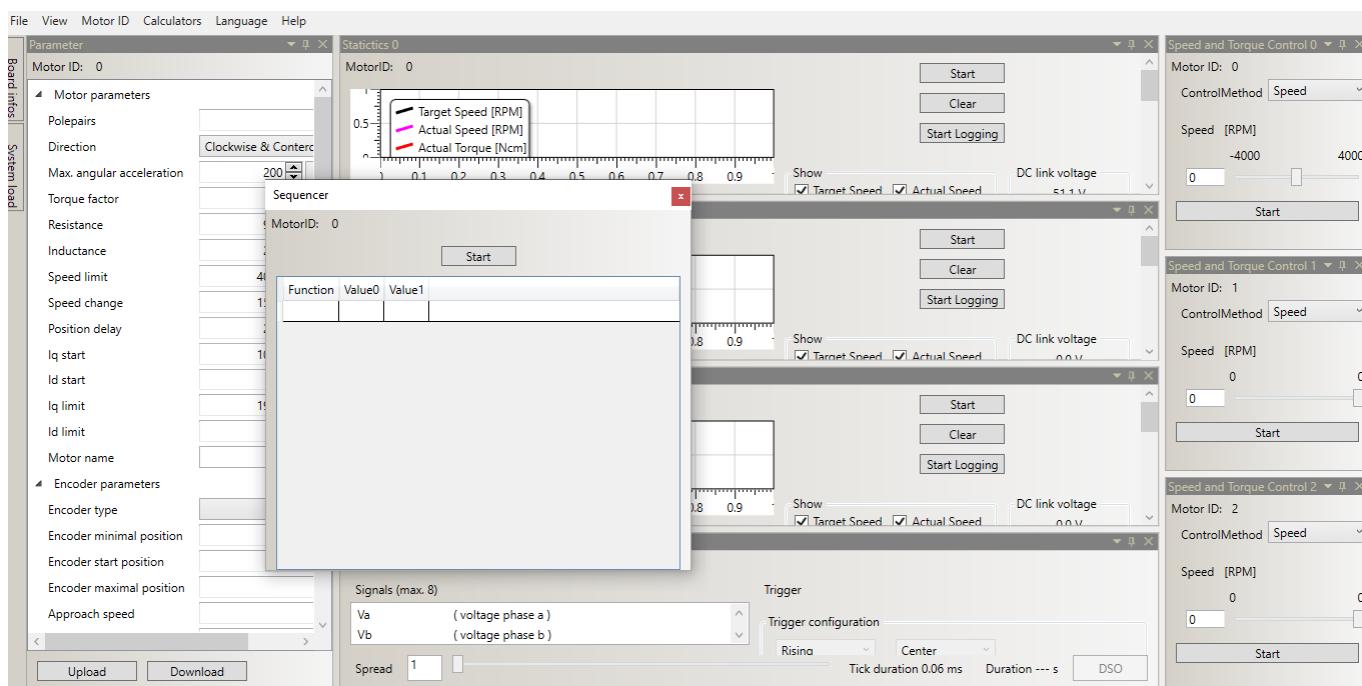 File View Motor ID Calculators Language Help
Board infos
System load
Parameter
Motor ID: 0
Motor parameters
Polepairs
Direction Clockwise & Conterc
Max. angular acceleration 200
Torque factor
Resistance
Inductance
Speed limit
Speed change
Position delay
Iq start
Id start
Iq limit
Id limit
Motor name
Encoder parameters
Encoder type
Encoder minimal position
Encoder start position
Encoder maximal position
Approach speed
Upload Download
Statictics 0
MotorID: 0
Start
Clear
Start Logging
1
0.5
0
Target Speed [RPM]
Actual Speed [RPM]
Actual Torque [Ncm]
0 0.1 0.2 0.3 0.4 0.5 0.6 0.7 0.8 0.9
Show
Target Speed Actual Speed
DC link voltage
51.1 V
Sequencer
MotorID: 0
Start
Function Value0 Value1
Start
Clear
Start Logging
0.8 0.9
Show
Target Speed Actual Speed
DC link voltage
0.0 V
Start
Clear
Start Logging
0.8 0.9
Show
Target Speed Actual Speed
DC link voltage
0.0 V
Signals (max. 8)
Va ( voltage phase a )
Vb ( voltage phase b )
Trigger
Trigger configuration
Rising Center
Spread 1
Tick duration 0.06 ms Duration --- s DSO
Speed and Torque Control 0
Motor ID: 0
ControlMethod Speed
Speed [RPM]
-4000 4000
0
Start
Speed and Torque Control 1
Motor ID: 1
ControlMethod Speed
Speed [RPM]
0 0
0
Start
Speed and Torque Control 2
Motor ID: 2
ControlMethod Speed
Speed [RPM]
0 0
0
Start